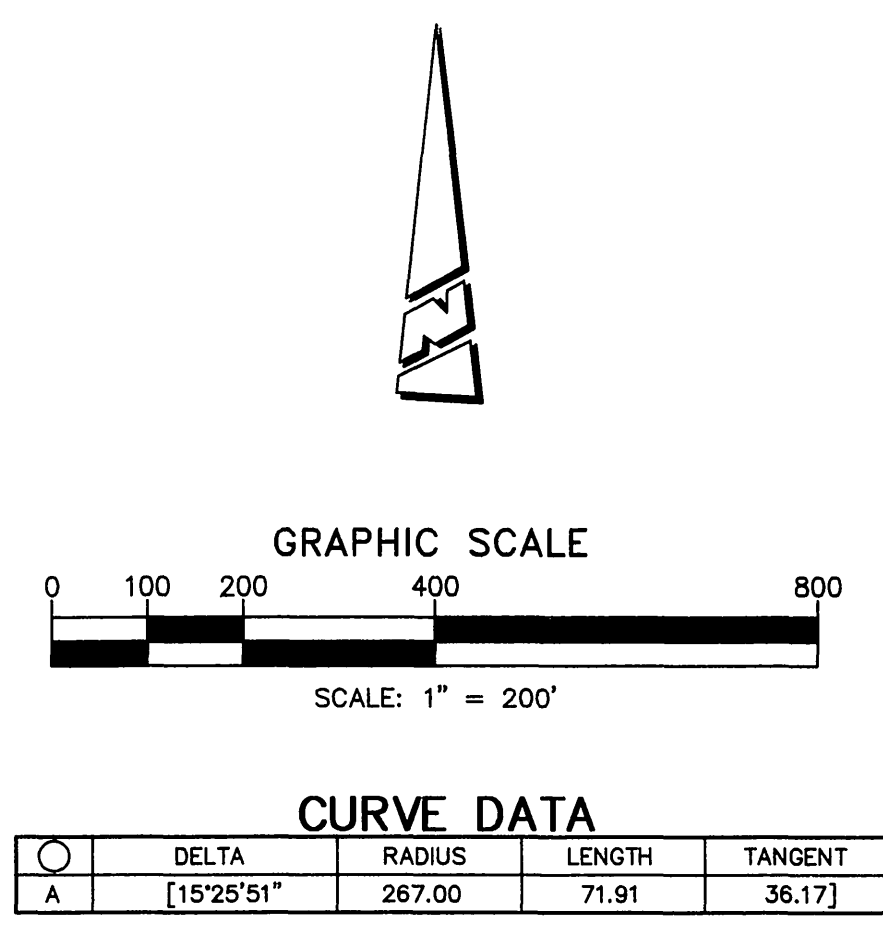 N
GRAPHIC SCALE
0 100 200 400 800
SCALE: 1" = 200'
CURVE DATA
DELTA RADIUS LENGTH TANGENT
A [15°25'51" 267.00 71.91 36.17]